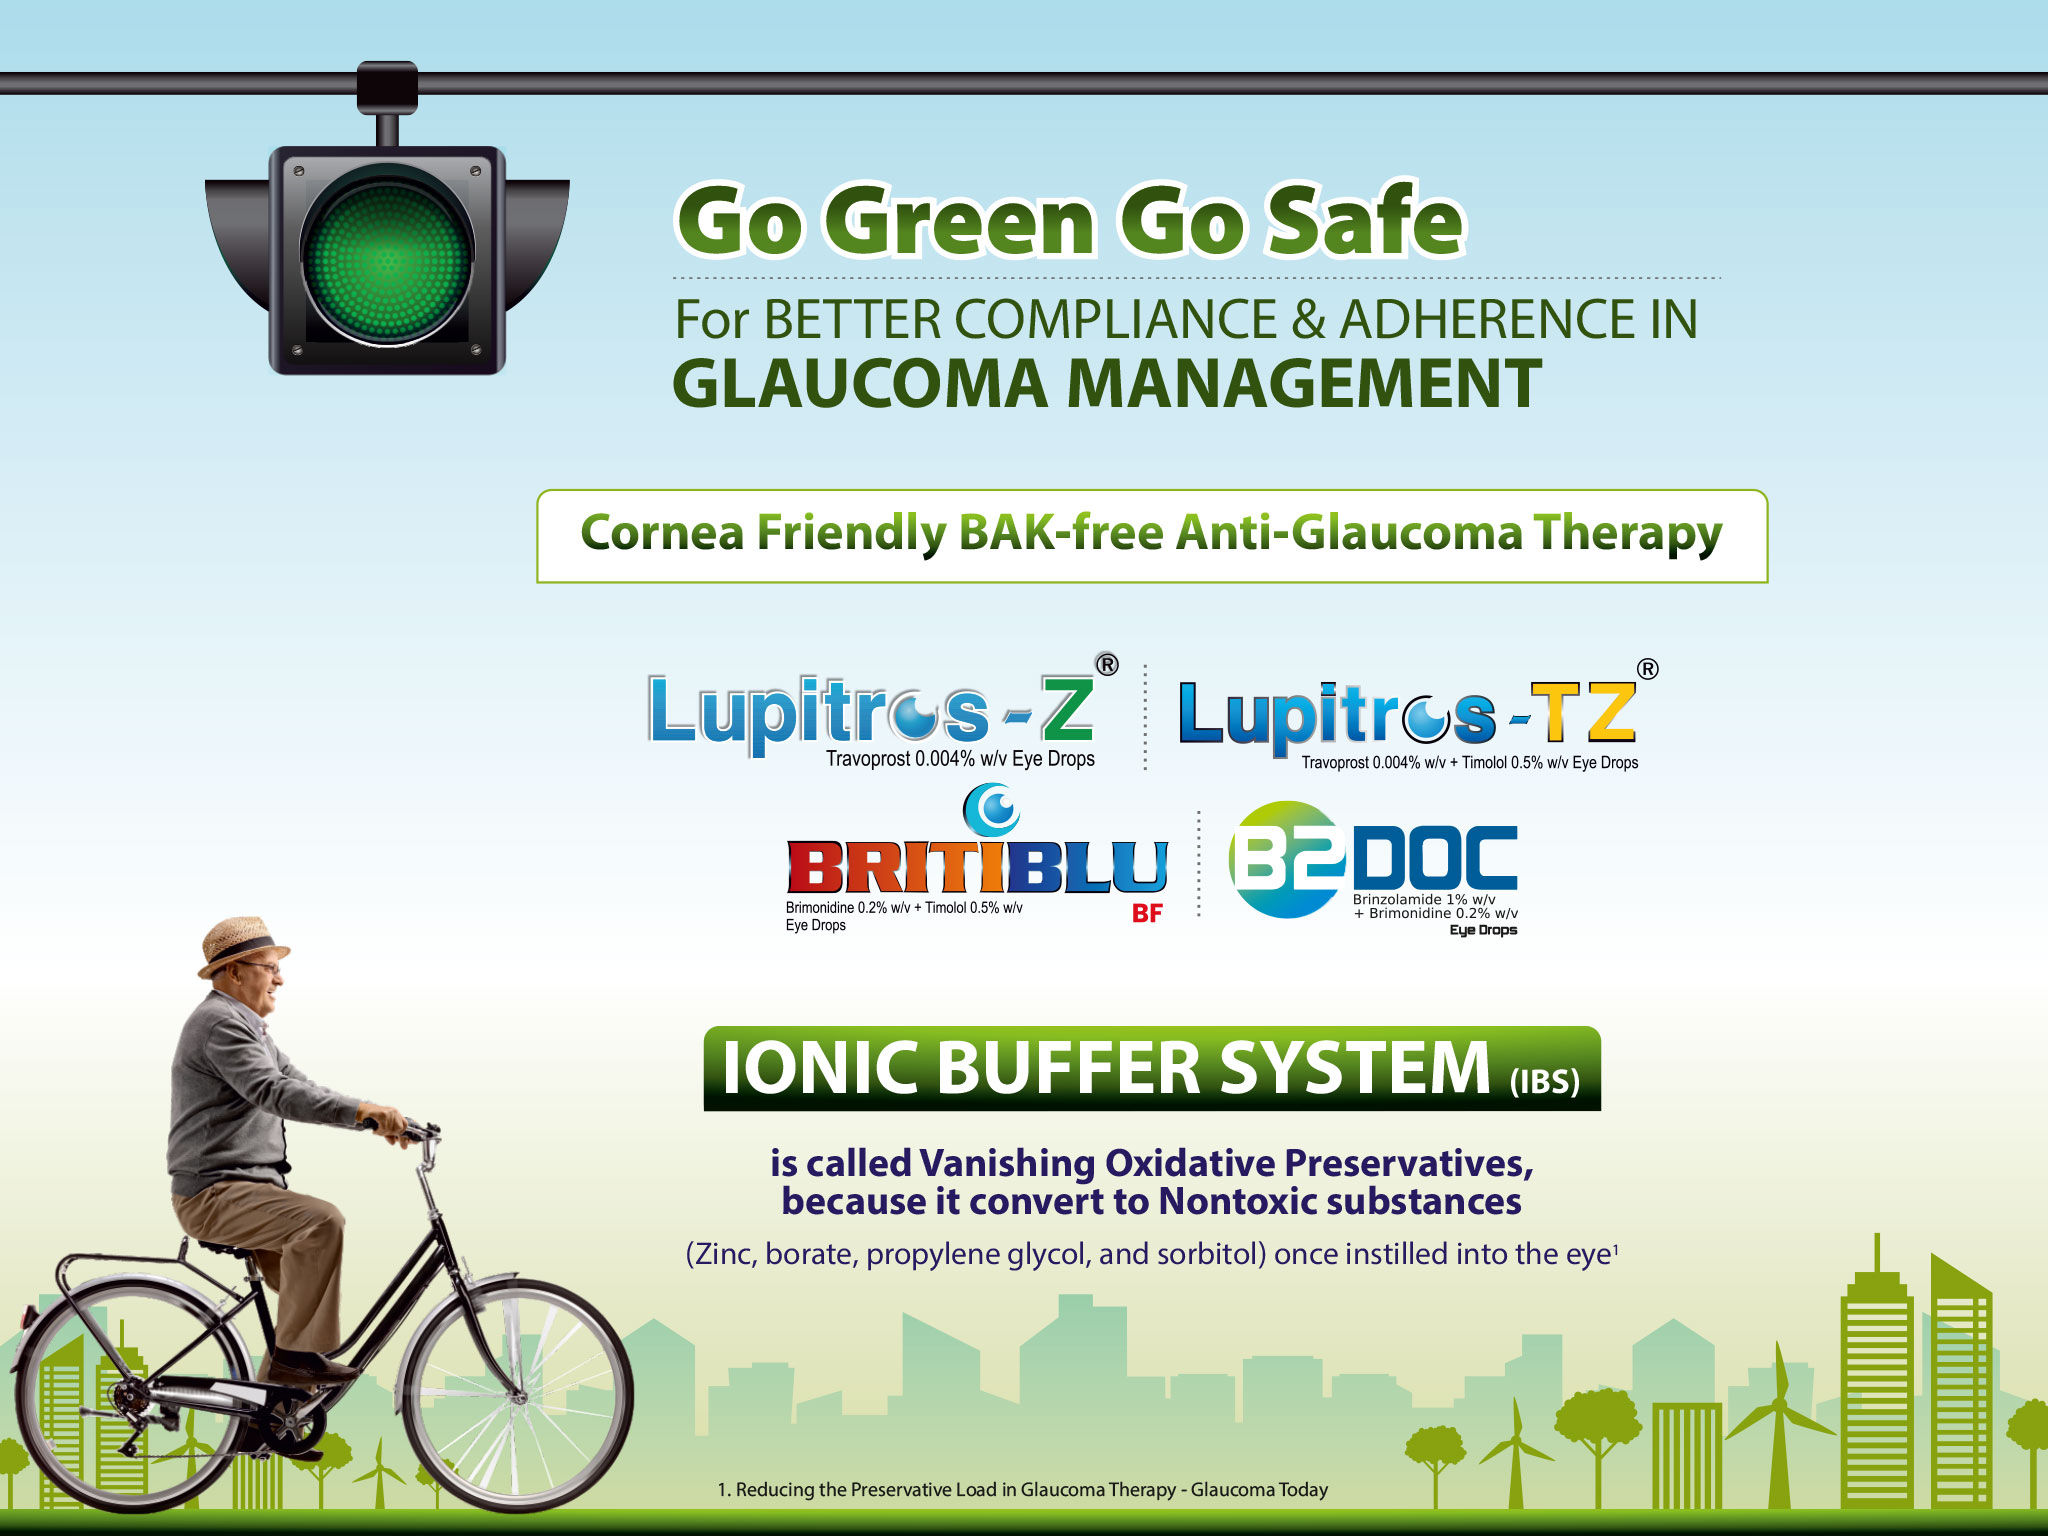 Go Green Go Safe
For BETTER COMPLIANCE & ADHERENCE IN
GLAUCOMA MANAGEMENT
Cornea Friendly BAK-free Anti-Glaucoma Therapy
Lupitros-Z®
Travoprost 0.004% w/v Eye Drops
Lupitros-TZ®
Travoprost 0.004% w/v + Timolol 0.5% w/v Eye Drops
BRITIBLU
Brimonidine 0.2% w/v + Timolol 0.5% w/v
Eye Drops
BF
B2DOC
Brinzolamide 1% w/v
+ Brimonidine 0.2% w/v
Eye Drops
IONIC BUFFER SYSTEM (IBS)
is called Vanishing Oxidative Preservatives,
because it convert to Nontoxic substances
(Zinc, borate, propylene glycol, and sorbitol) once instilled into the eye¹
1. Reducing the Preservative Load in Glaucoma Therapy - Glaucoma Today